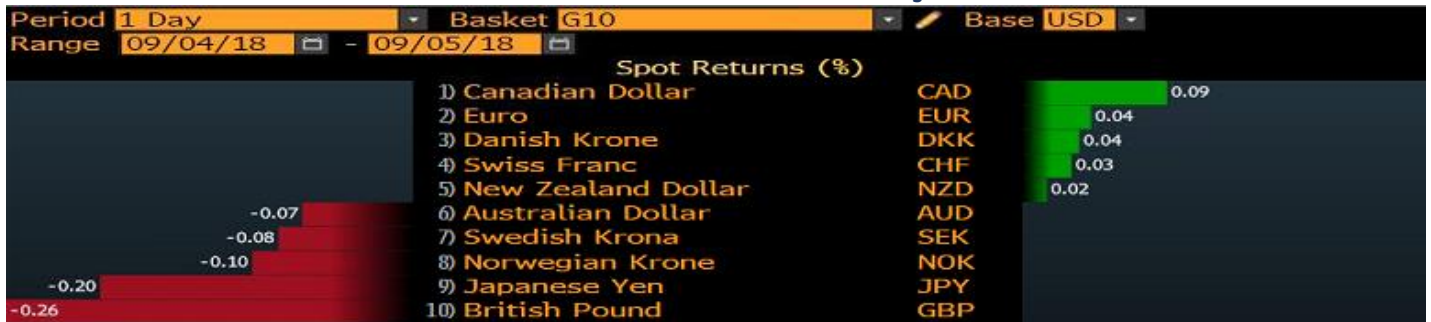 Period 1 Day Basket G10 Base USD
Range 09/04/18 - 09/05/18
Spot Returns (%)
1) Canadian Dollar CAD 0.09
2) Euro EUR 0.04
3) Danish Krone DKK 0.04
4) Swiss Franc CHF 0.03
5) New Zealand Dollar NZD 0.02
-0.07 6) Australian Dollar AUD
-0.08 7) Swedish Krona SEK
-0.10 8) Norwegian Krone NOK
-0.20 9) Japanese Yen JPY
-0.26 10) British Pound GBP